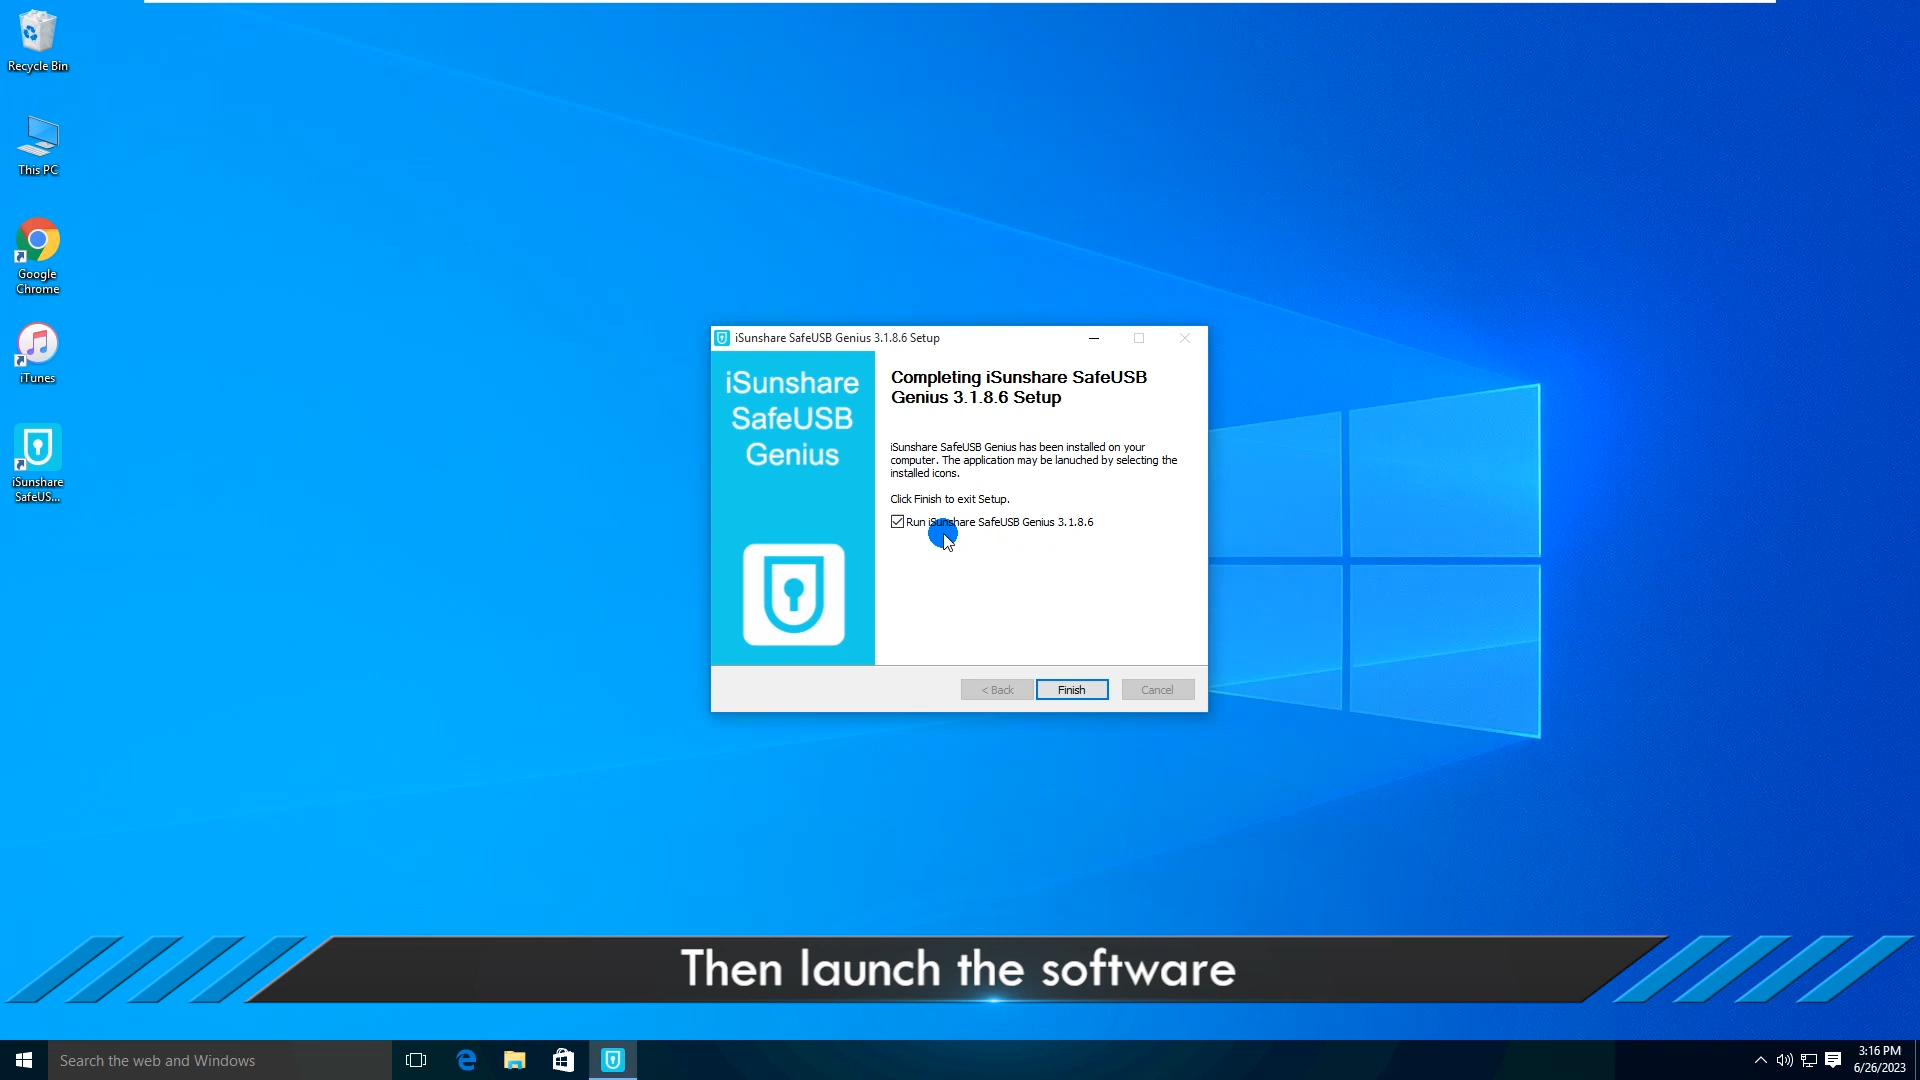 Recycle Bin
This PC
Google
Chrome
iTunes
iSunshare
SafeUS...
iSunshare SafeUSB Genius 3.1.8.6 Setup
iSunshare
SafeUSB
Genius
Completing iSunshare SafeUSB
Genius 3.1.8.6 Setup
iSunshare SafeUSB Genius has been installed on your
computer. The application may be lanuched by selecting the
installed icons.
Click Finish to exit Setup.
Run iSunshare SafeUSB Genius 3.1.8.6
< Back
Finish
Cancel
Then launch the software
Search the web and Windows
3:16 PM
6/26/2023